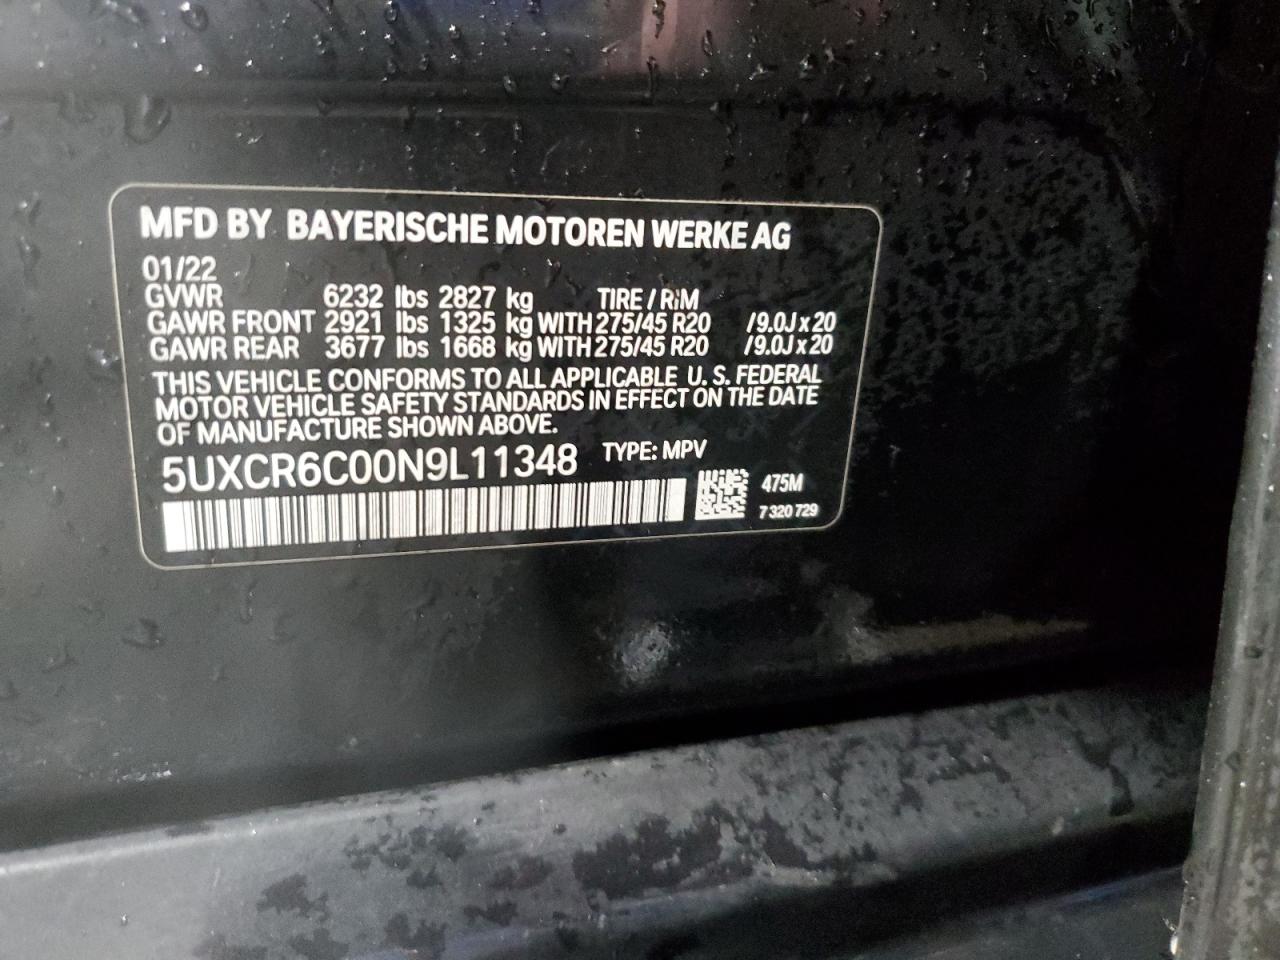 MFD BY BAYERISCHE MOTOREN WERKE AG
01/22
GVWR 6232 lbs 2827 kg TIRE / RIM
GAWR FRONT 2921 lbs 1325 kg WITH 275/45 R20 /9.0J x 20
GAWR REAR 3677 lbs 1668 kg WITH 275/45 R20 /9.0J x 20
THIS VEHICLE CONFORMS TO ALL APPLICABLE U.S. FEDERAL
MOTOR VEHICLE SAFETY STANDARDS IN EFFECT ON THE DATE
OF MANUFACTURE SHOWN ABOVE.
5UXCR6C00N9L11348 TYPE: MPV
475M
7 320 729